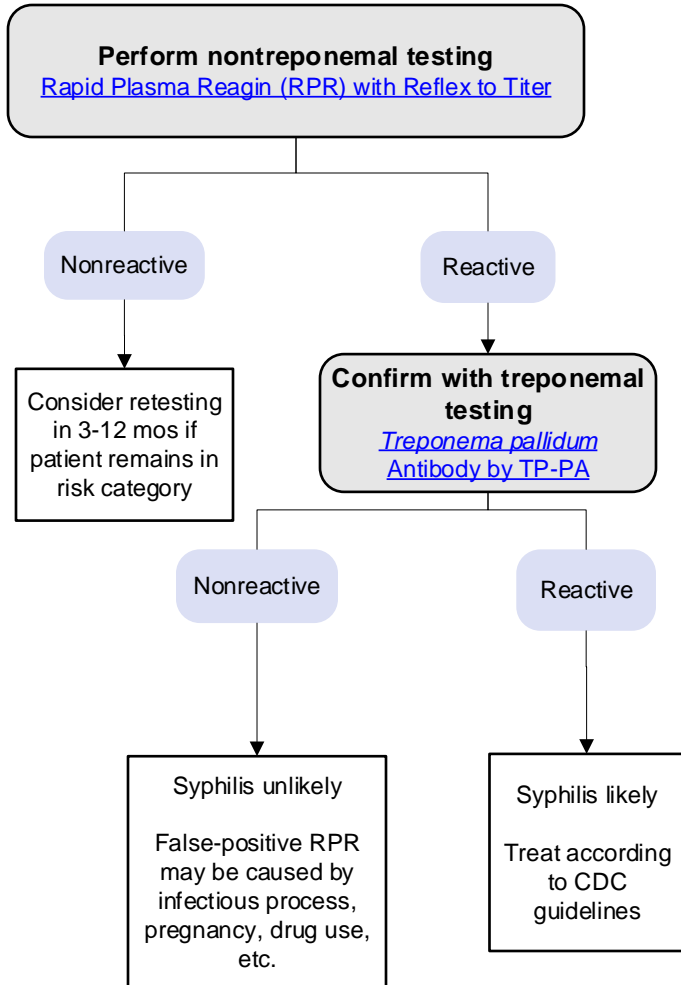 Perform nontreponemal testing
Rapid Plasma Reagin (RPR) with Reflex to Titer
Nonreactive
Reactive
Consider retesting
in 3-12 mos if
patient remains in
risk category
Confirm with treponemal
testing
Treponema pallidum
Antibody by TP-PA
Nonreactive
Reactive
Syphilis unlikely
False-positive RPR
may be caused by
infectious process,
pregnancy, drug use,
etc.
Syphilis likely
Treat according
to CDC
guidelines